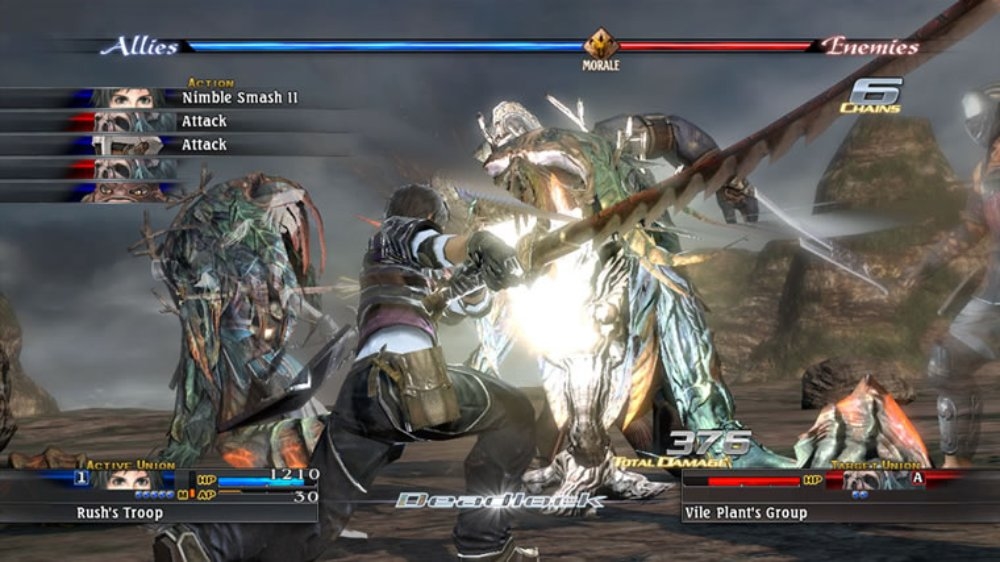 Allies
Enemies
MORALE
ACTION
Nimble Smash II
Attack
Attack
6
CHAINS
376
TOTAL DAMAGE
Deadlock
ACTIVE UNION
1
HP 1210
M AP 30
Rush's Troop
TARGET UNION
HP
A
Vile Plant's Group